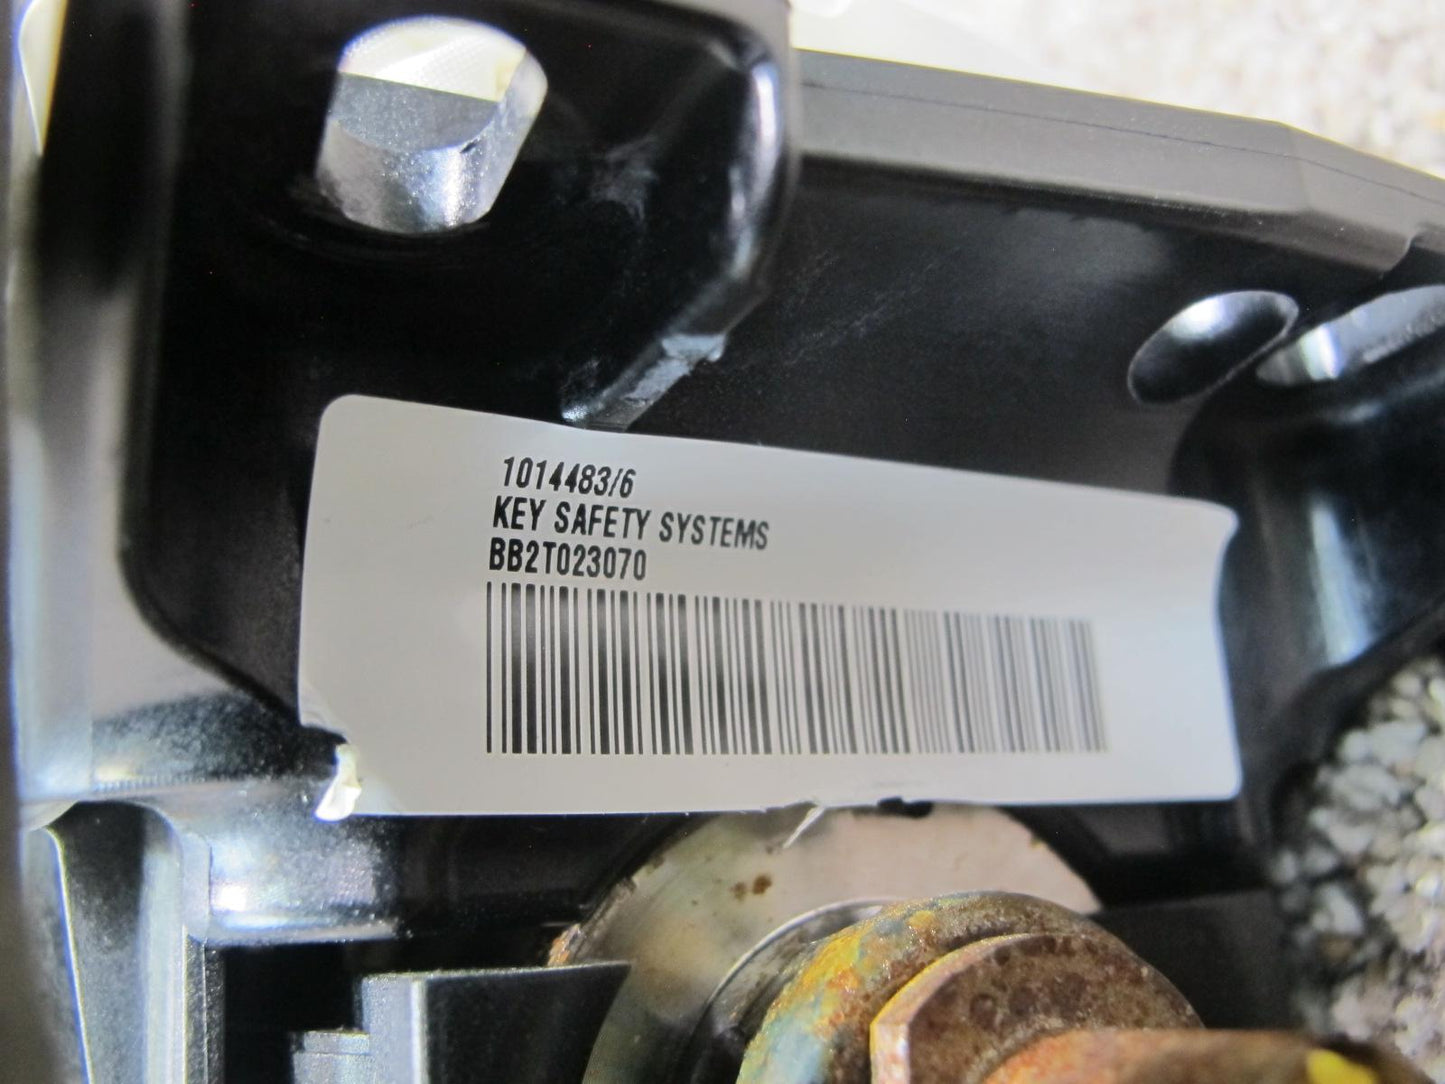 1014483/6
KEY SAFETY SYSTEMS
BB2T023070